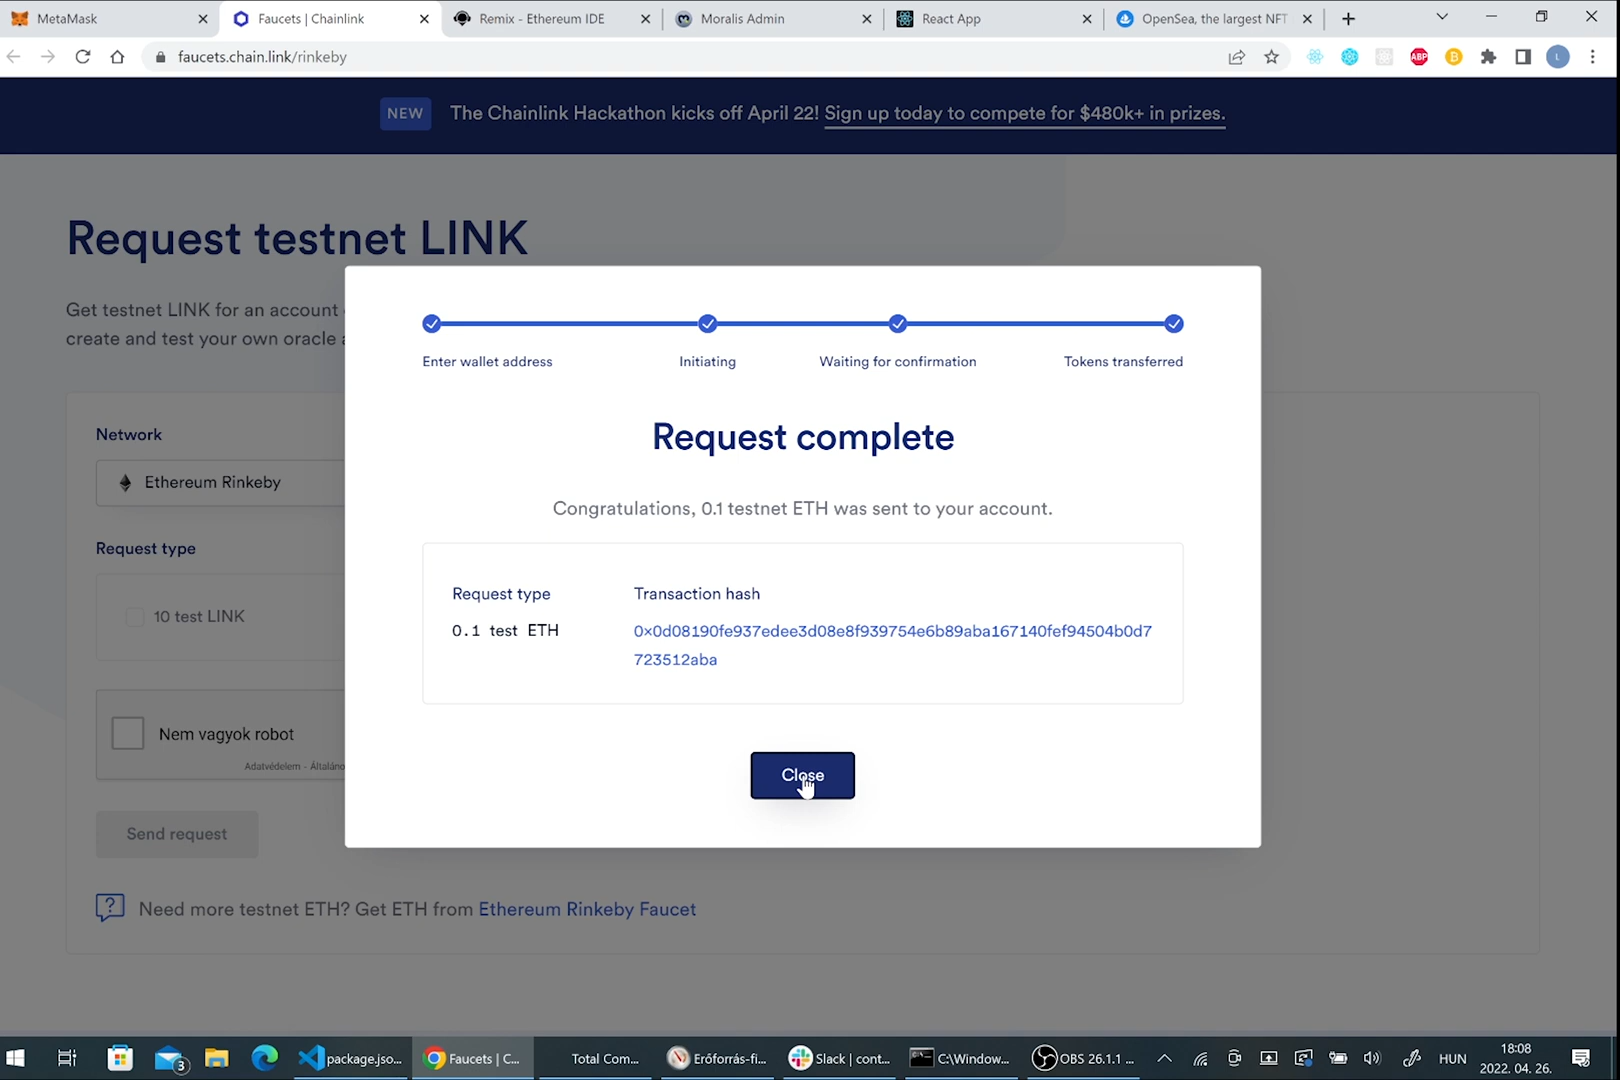 MetaMask
Faucets | Chainlink
Remix - Ethereum IDE
Moralis Admin
React App
OpenSea, the largest NFT
faucets.chain.link/rinkeby
ABP
L
NEW The Chainlink Hackathon kicks off April 22! Sign up today to compete for $480k+ in prizes.
Request testnet LINK
Get testnet LINK for an account
create and test your own oracle a
Network
Ethereum Rinkeby
Request type
10 test LINK
Nem vagyok robot
Adatvédelem - Általáno
Send request
Need more testnet ETH? Get ETH from Ethereum Rinkeby Faucet
Enter wallet address
Initiating
Waiting for confirmation
Tokens transferred
Request complete
Congratulations, 0.1 testnet ETH was sent to your account.
Request type
Transaction hash
0.1 test ETH
0x0d08190fe937edee3d08e8f939754e6b89aba167140fef94504b0d7
723512aba
Close
3
package.jso...
Faucets | C...
Total Com...
Erőforrás-fi...
Slack | cont...
C:\Window...
OBS 26.1.1 ...
HUN
18:08
2022. 04. 26.